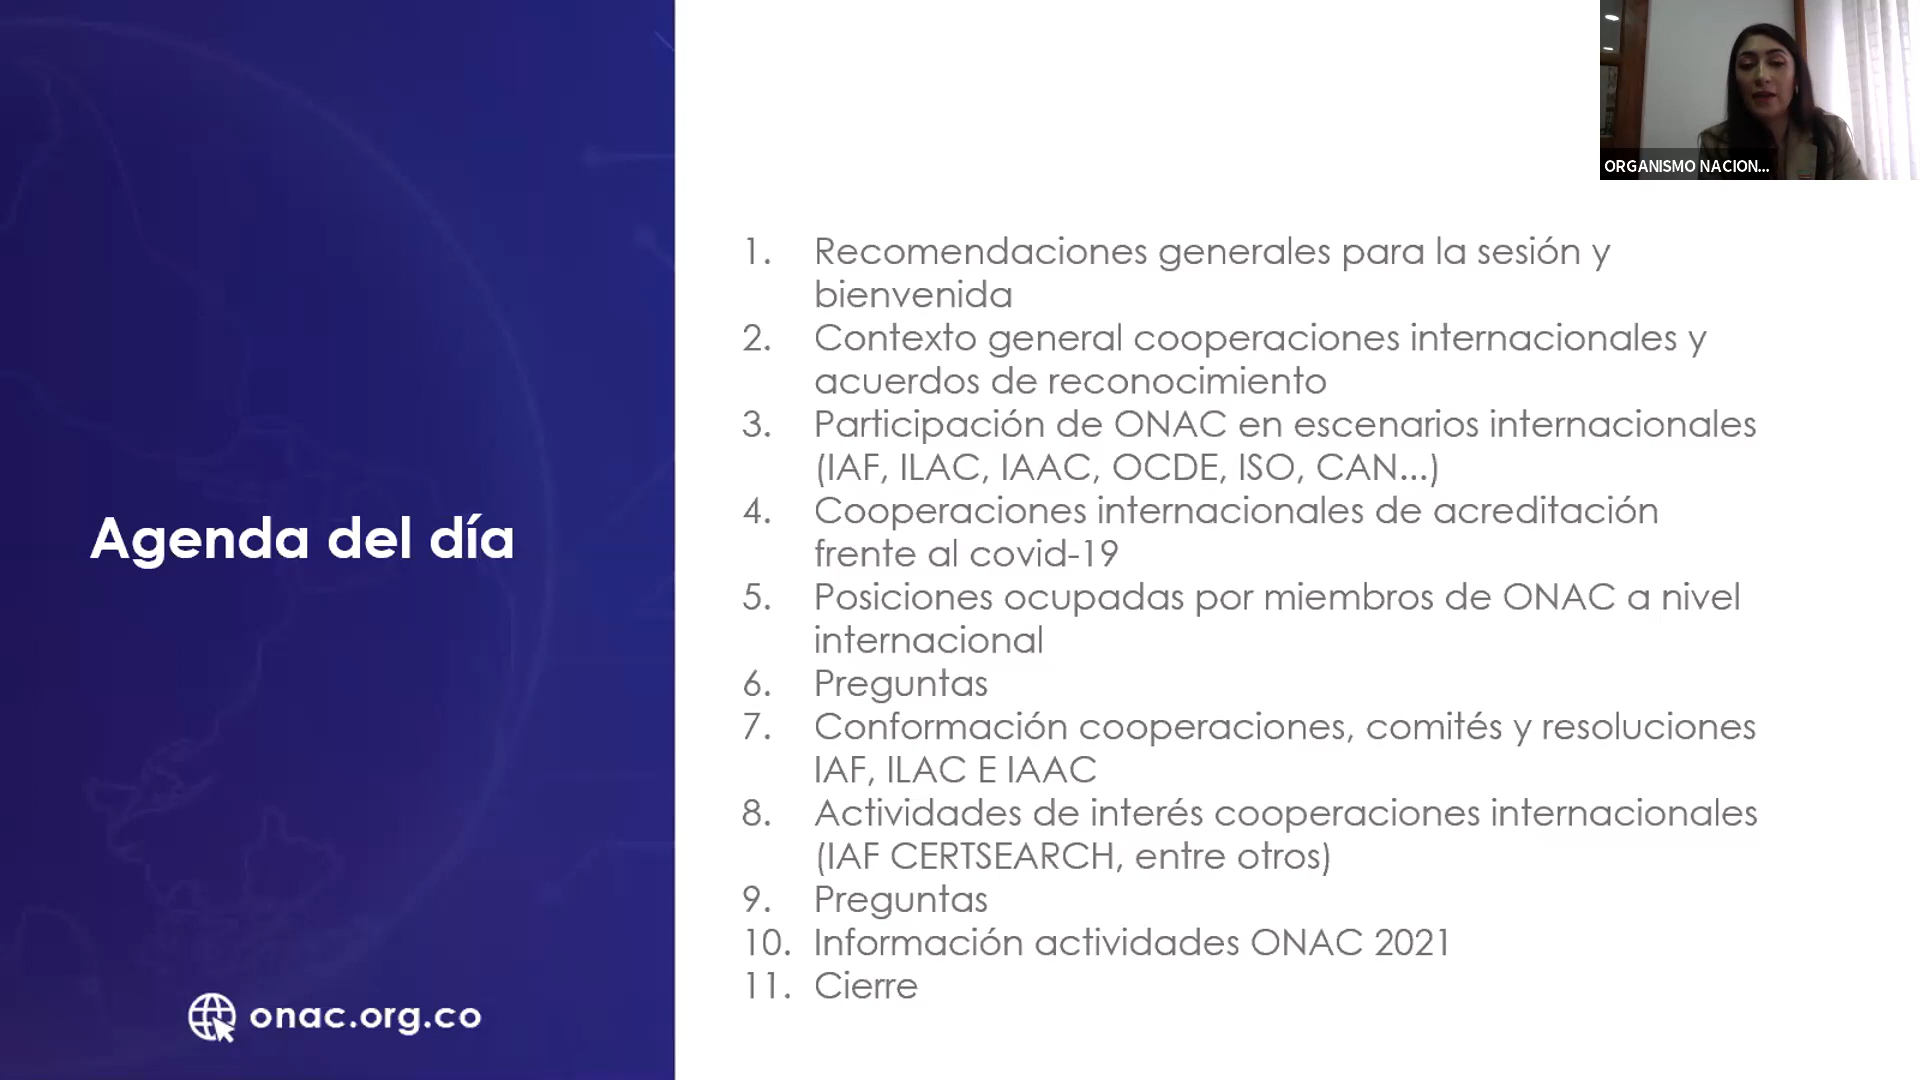 ORGANISMO NACION...
Agenda del día
1. Recomendaciones generales para la sesión y
bienvenida
2. Contexto general cooperaciones internacionales y
acuerdos de reconocimiento
3. Participación de ONAC en escenarios internacionales
(IAF, ILAC, IAAC, OCDE, ISO, CAN...)
4. Cooperaciones internacionales de acreditación
frente al covid-19
5. Posiciones ocupadas por miembros de ONAC a nivel
internacional
6. Preguntas
7. Conformación cooperaciones, comités y resoluciones
IAF, ILAC E IAAC
8. Actividades de interés cooperaciones internacionales
(IAF CERTSEARCH, entre otros)
9. Preguntas
10. Información actividades ONAC 2021
11. Cierre
onac.org.co